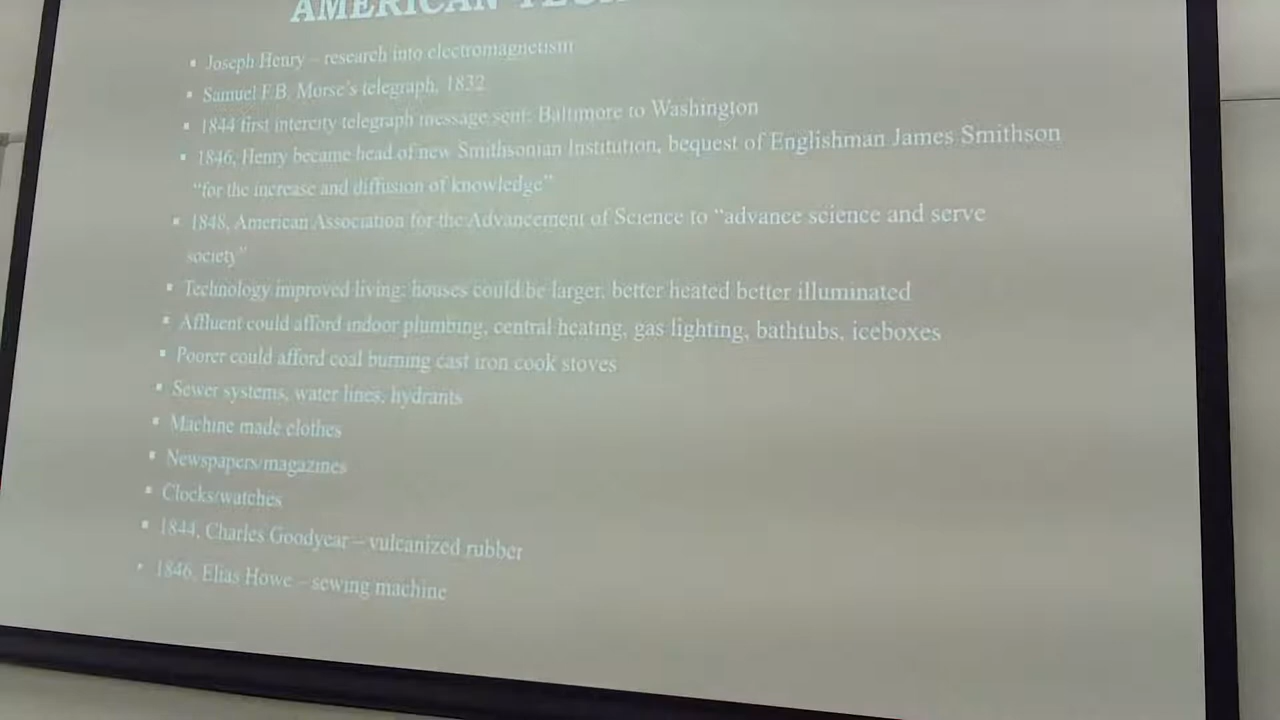 AMERICAN
▪ Joseph Henry – research into electromagnetism
▪ Samuel F.B. Morse's telegraph, 1832
▪ 1844 first intercity telegraph message sent: Baltimore to Washington
▪ 1846, Henry became head of new Smithsonian Institution, bequest of Englishman James Smithson
"for the increase and diffusion of knowledge"
▪ 1848, American Association for the Advancement of Science to "advance science and serve
society"
▪ Technology improved living: houses could be larger, better heated better illuminated
▪ Affluent could afford indoor plumbing, central heating, gas lighting, bathtubs, iceboxes
▪ Poorer could afford coal burning cast iron cook stoves
▪ Sewer systems, water lines, hydrants
▪ Machine made clothes
▪ Newspapers/magazines
▪ Clocks/watches
▪ 1844, Charles Goodyear – vulcanized rubber
▪ 1846, Elias Howe – sewing machine